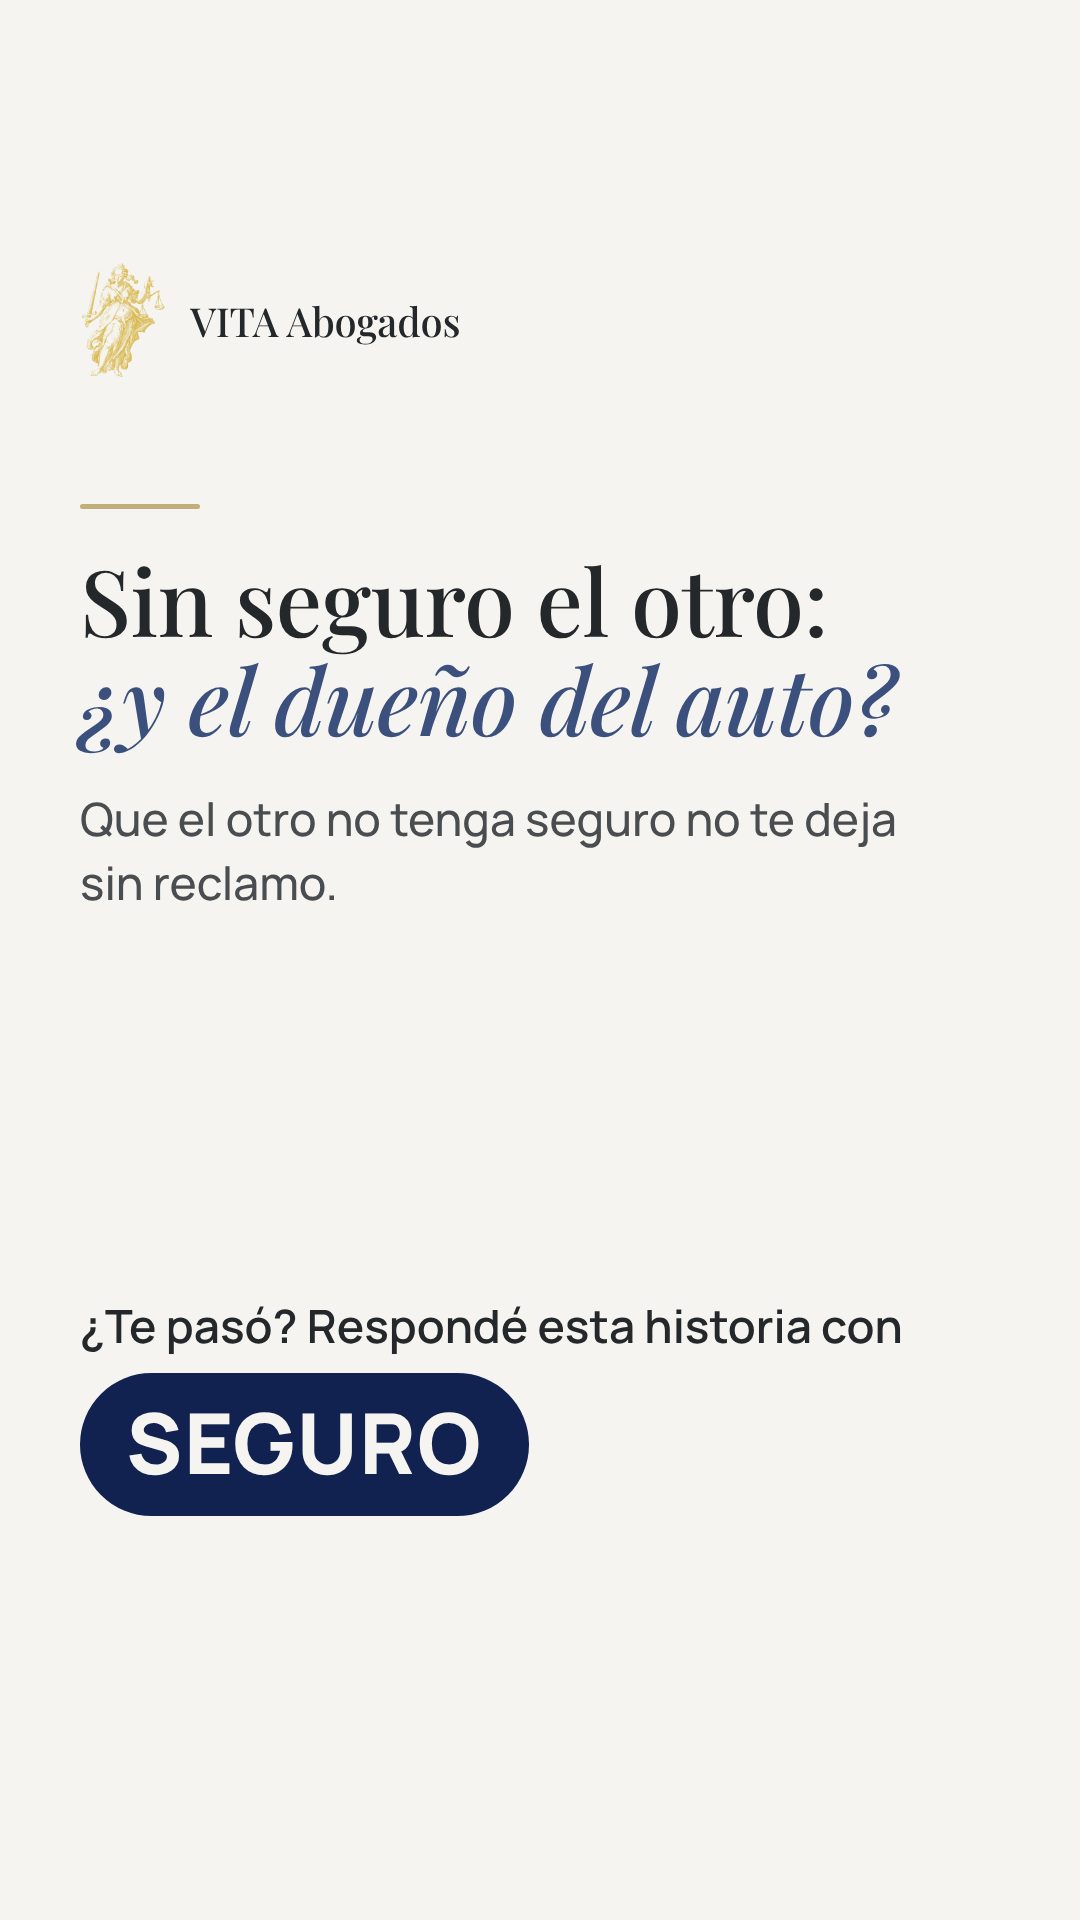 VITA Abogados
Sin seguro el otro:
¿y el dueño del auto?
Que el otro no tenga seguro no te deja
sin reclamo.
¿Te pasó? Respondé esta historia con
SEGURO